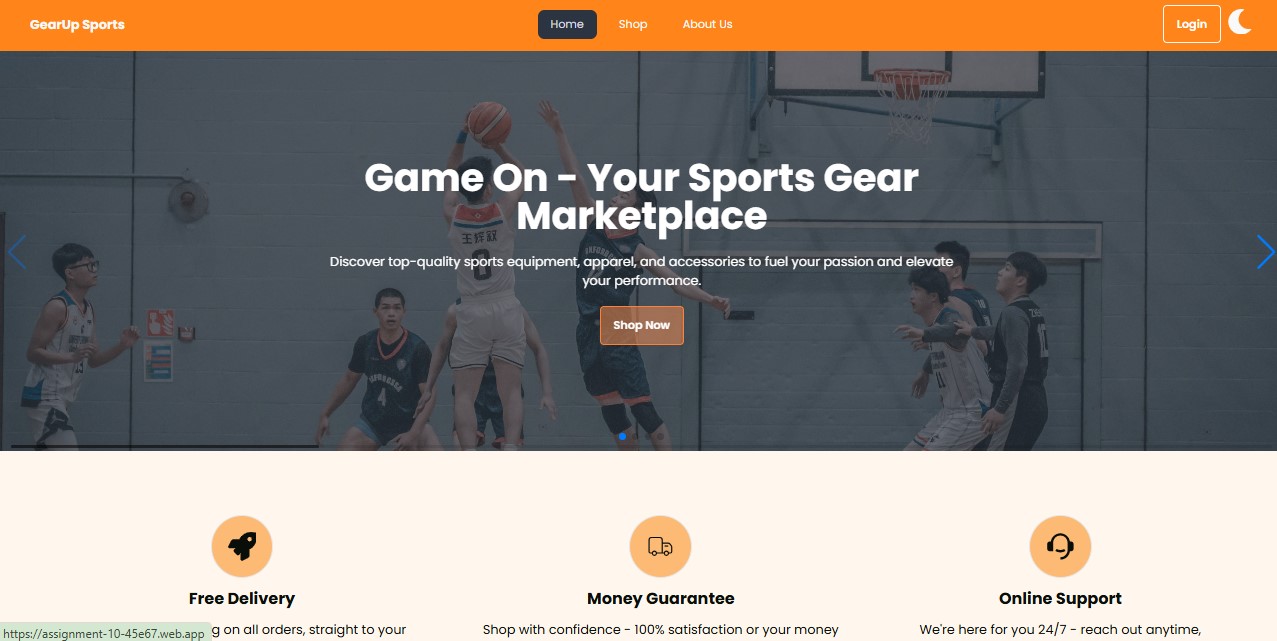 GearUp Sports
Home
Shop
About Us
Login
Game On - Your Sports Gear
Marketplace
Discover top-quality sports equipment, apparel, and accessories to fuel your passion and elevate
your performance.
Shop Now
8
4
Free Delivery
Money Guarantee
Online Support
g on all orders, straight to your
Shop with confidence - 100% satisfaction or your money
We're here for you 24/7 - reach out anytime,
https://assignment-10-45e67.web.app